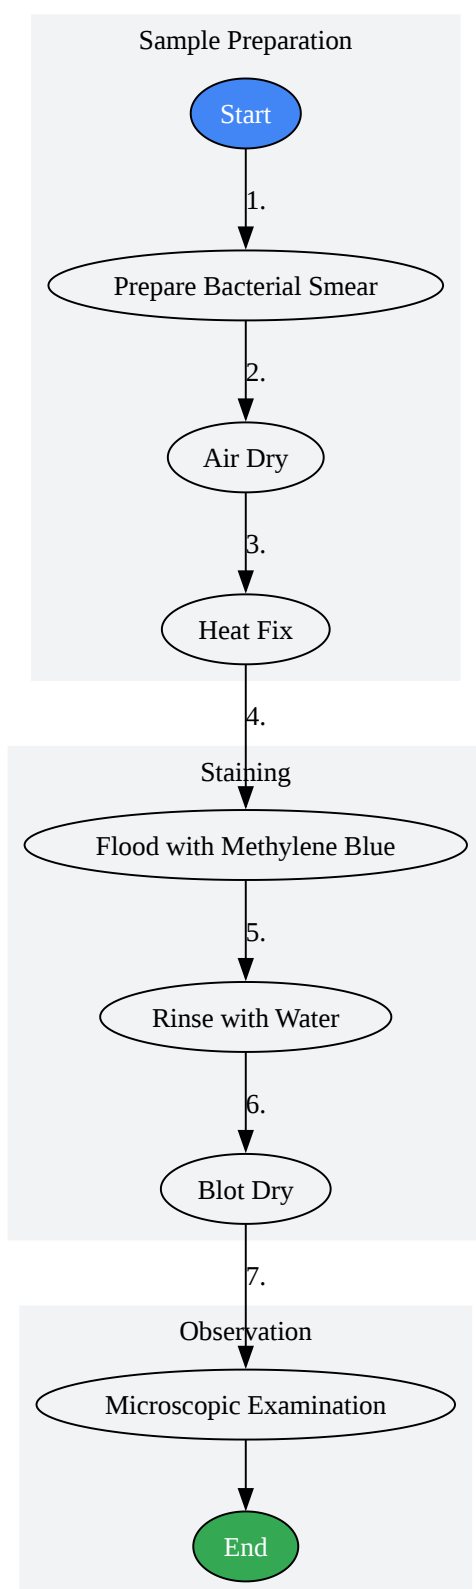 Sample Preparation
Start
1.
Prepare Bacterial Smear
2.
Air Dry
3.
Heat Fix
4.
Staining
Flood with Methylene Blue
5.
Rinse with Water
6.
Blot Dry
7.
Observation
Microscopic Examination
End